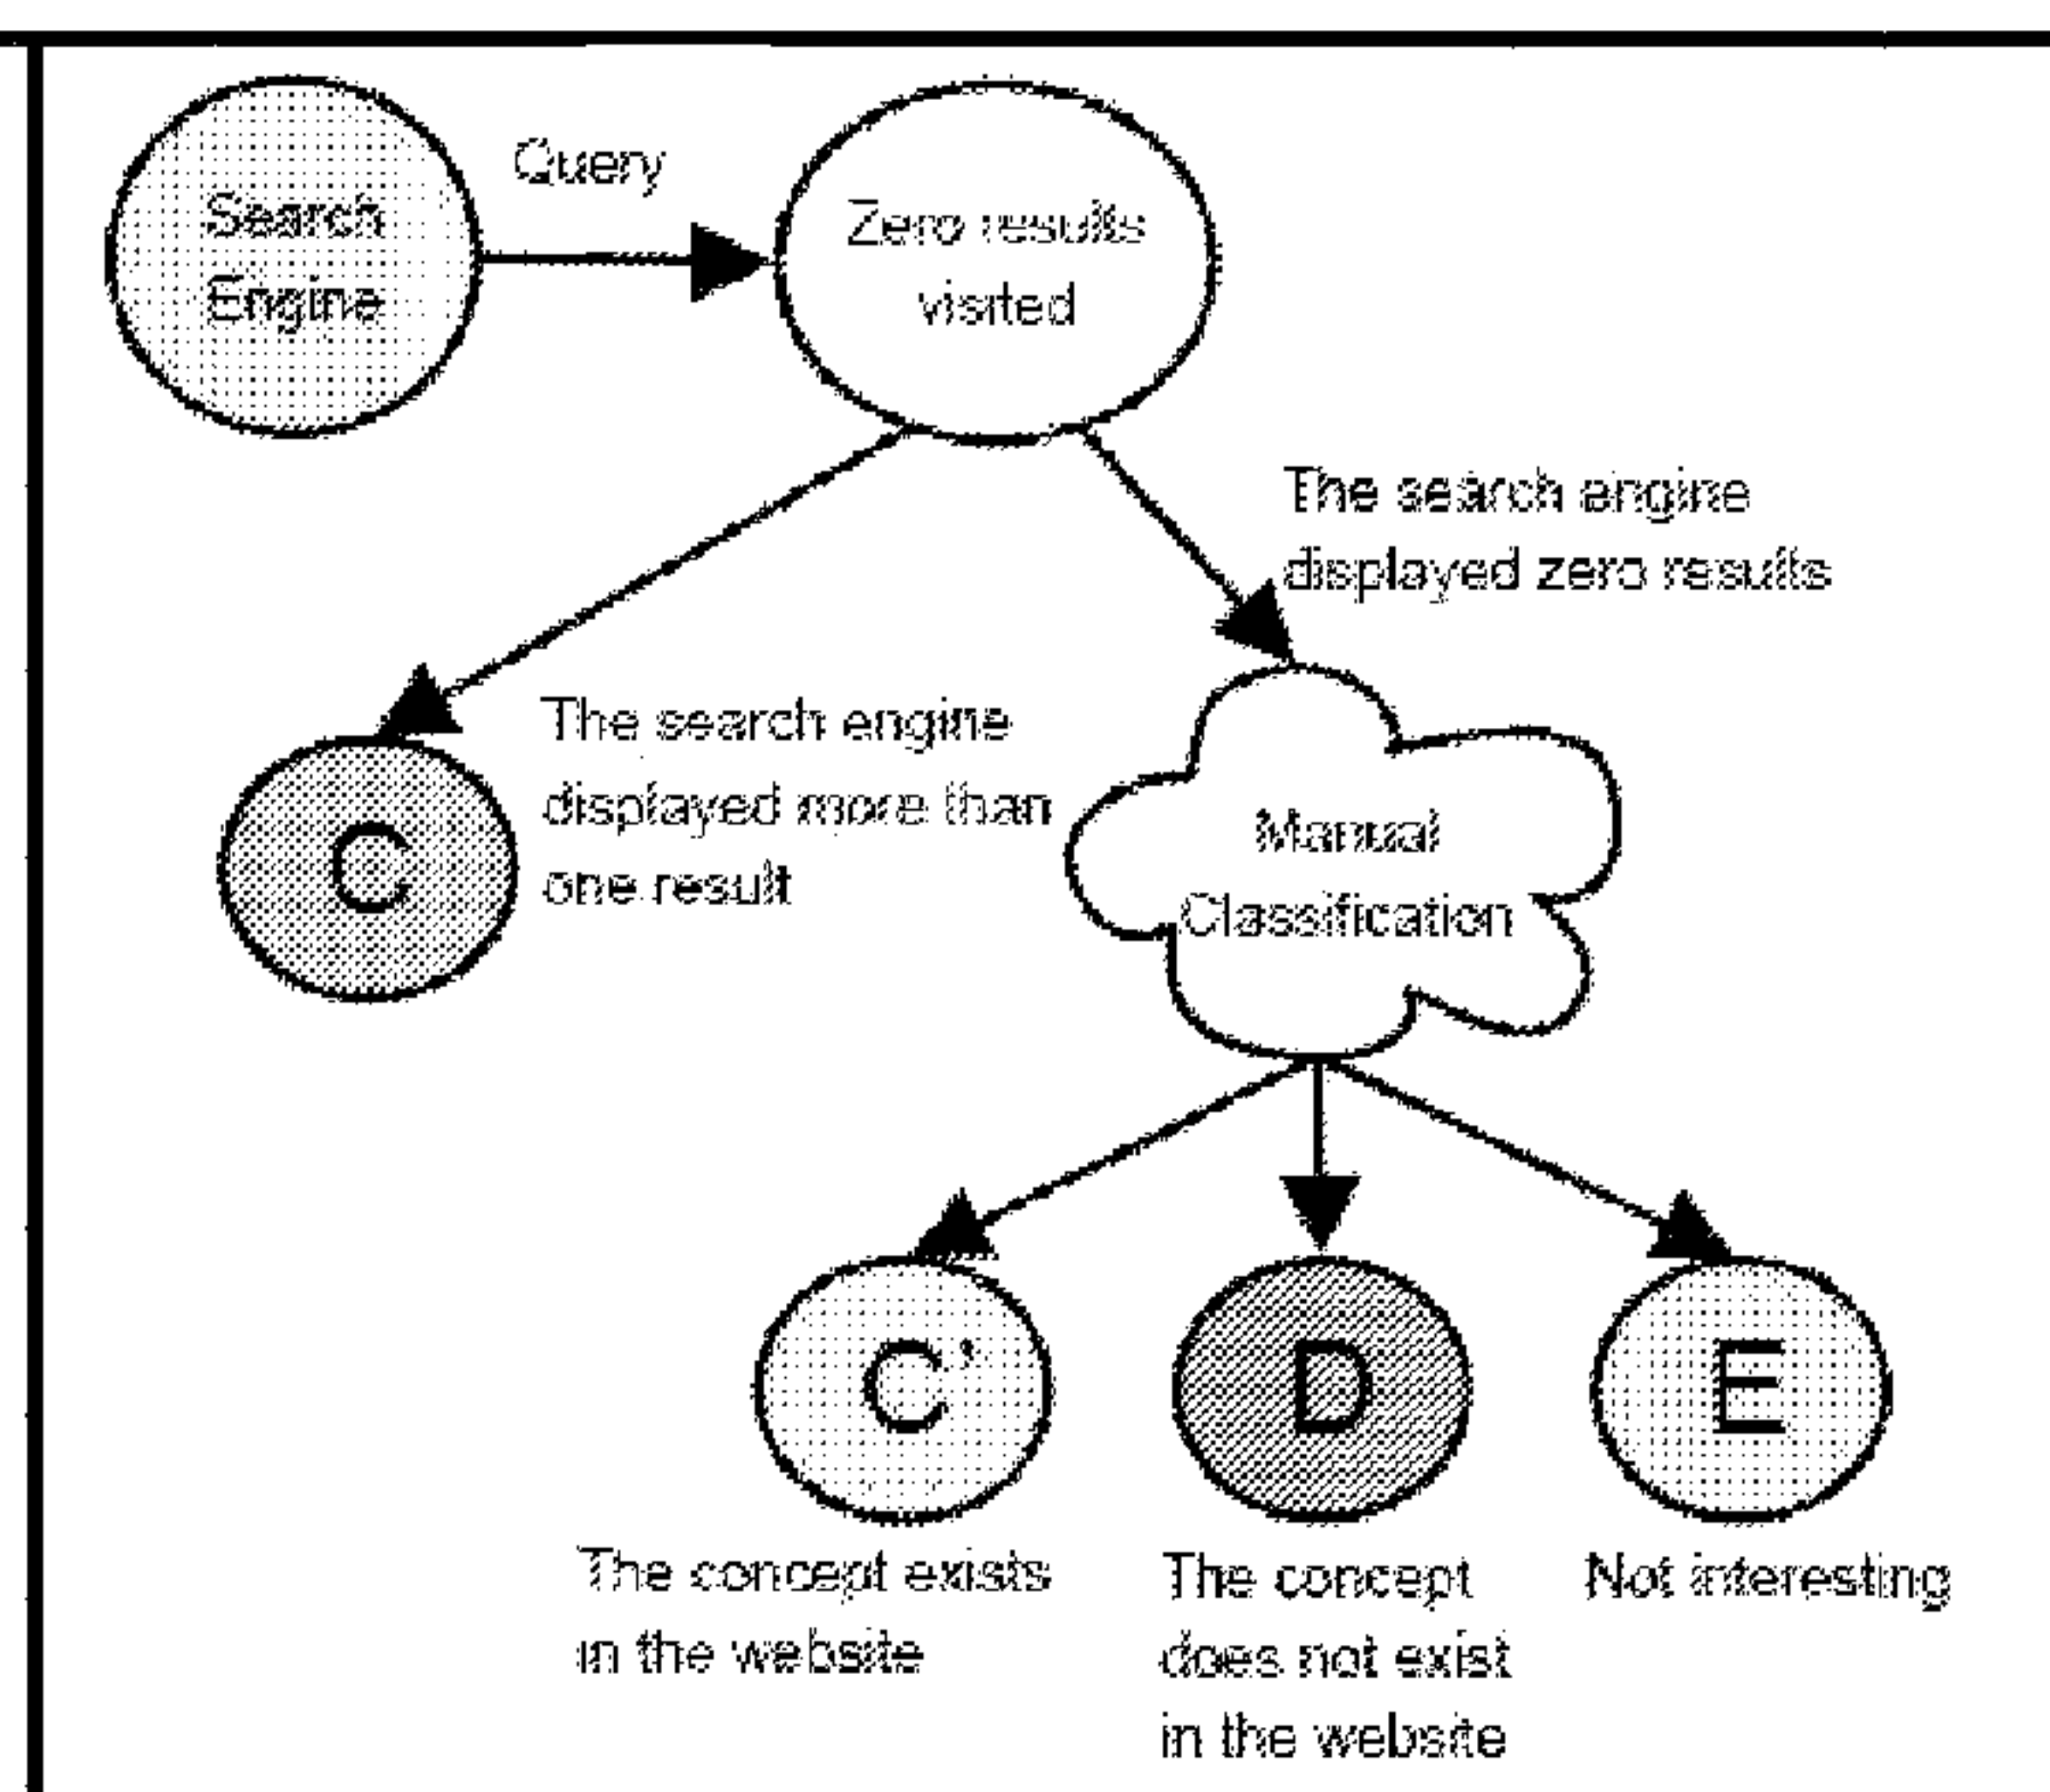 Search
Engine
Query
Zero results
visited
The search engine
displayed zero results
The search engine
displayed more than
one result
C
Manual
Classification
C'
D
E
The concept exists
in the website
The concept
does not exist
in the website
Not interesting